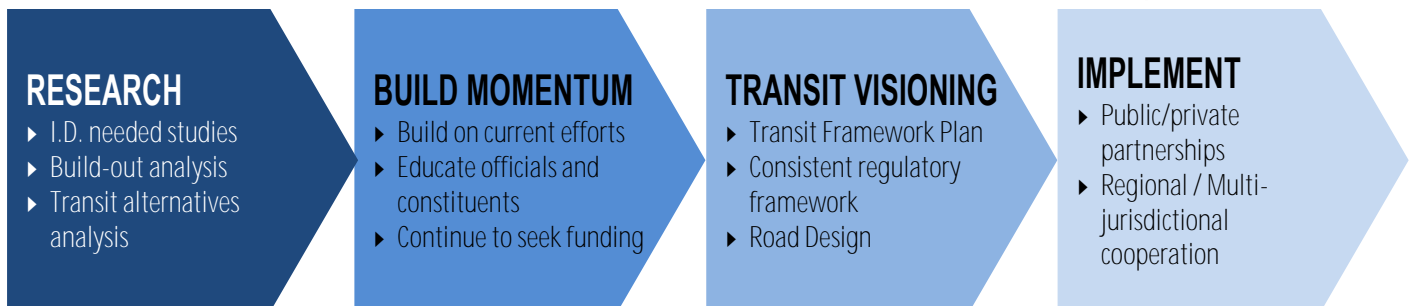 RESEARCH
▸ I.D. needed studies
▸ Build-out analysis
▸ Transit alternatives
analysis
BUILD MOMENTUM
▸ Build on current efforts
▸ Educate officials and
constituents
▸ Continue to seek funding
TRANSIT VISIONING
▸ Transit Framework Plan
▸ Consistent regulatory
framework
▸ Road Design
IMPLEMENT
▸ Public/private
partnerships
▸ Regional / Multi-
jurisdictional
cooperation